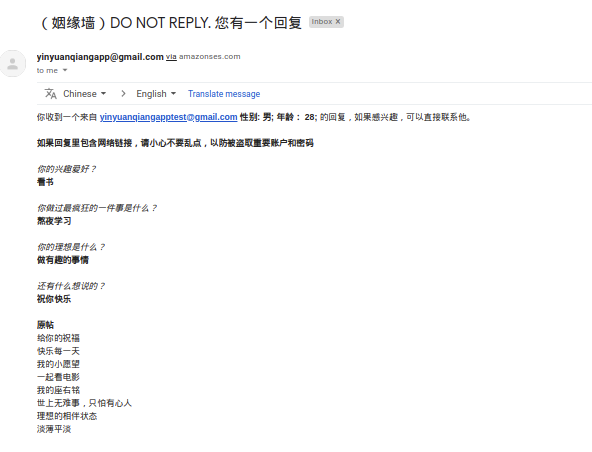 （姻缘墙）DO NOT REPLY. 您有一个回复 Inbox ×
yinyuanqiangapp@gmail.com via amazonses.com
to me
Chinese > English Translate message
你收到一个来自 yinyuanqiangapptest@gmail.com 性别: 男; 年龄： 28; 的回复，如果感兴趣，可以直接联系他。
如果回复里包含网络链接，请小心不要乱点，以防被盗取重要账户和密码
你的兴趣爱好？
看书
你做过最疯狂的一件事是什么？
熬夜学习
你的理想是什么？
做有趣的事情
还有什么想说的？
祝你快乐
原帖
给你的祝福
快乐每一天
我的小愿望
一起看电影
我的座右铭
世上无难事，只怕有心人
理想的相伴状态
淡薄平淡